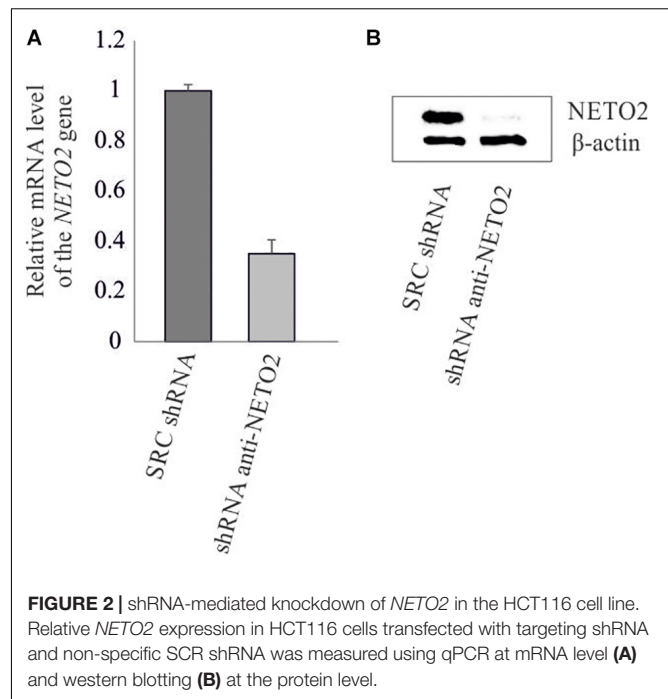 A
B
1.2
1
0.8
0.6
0.4
0.2
0
Relative mRNA level
of the NETO2 gene
SRC shRNA
shRNA anti-NETO2
NETO2
β-actin
SRC shRNA
shRNA anti-NETO2
FIGURE 2 | shRNA-mediated knockdown of NETO2 in the HCT116 cell line.
Relative NETO2 expression in HCT116 cells transfected with targeting shRNA
and non-specific SCR shRNA was measured using qPCR at mRNA level (A)
and western blotting (B) at the protein level.